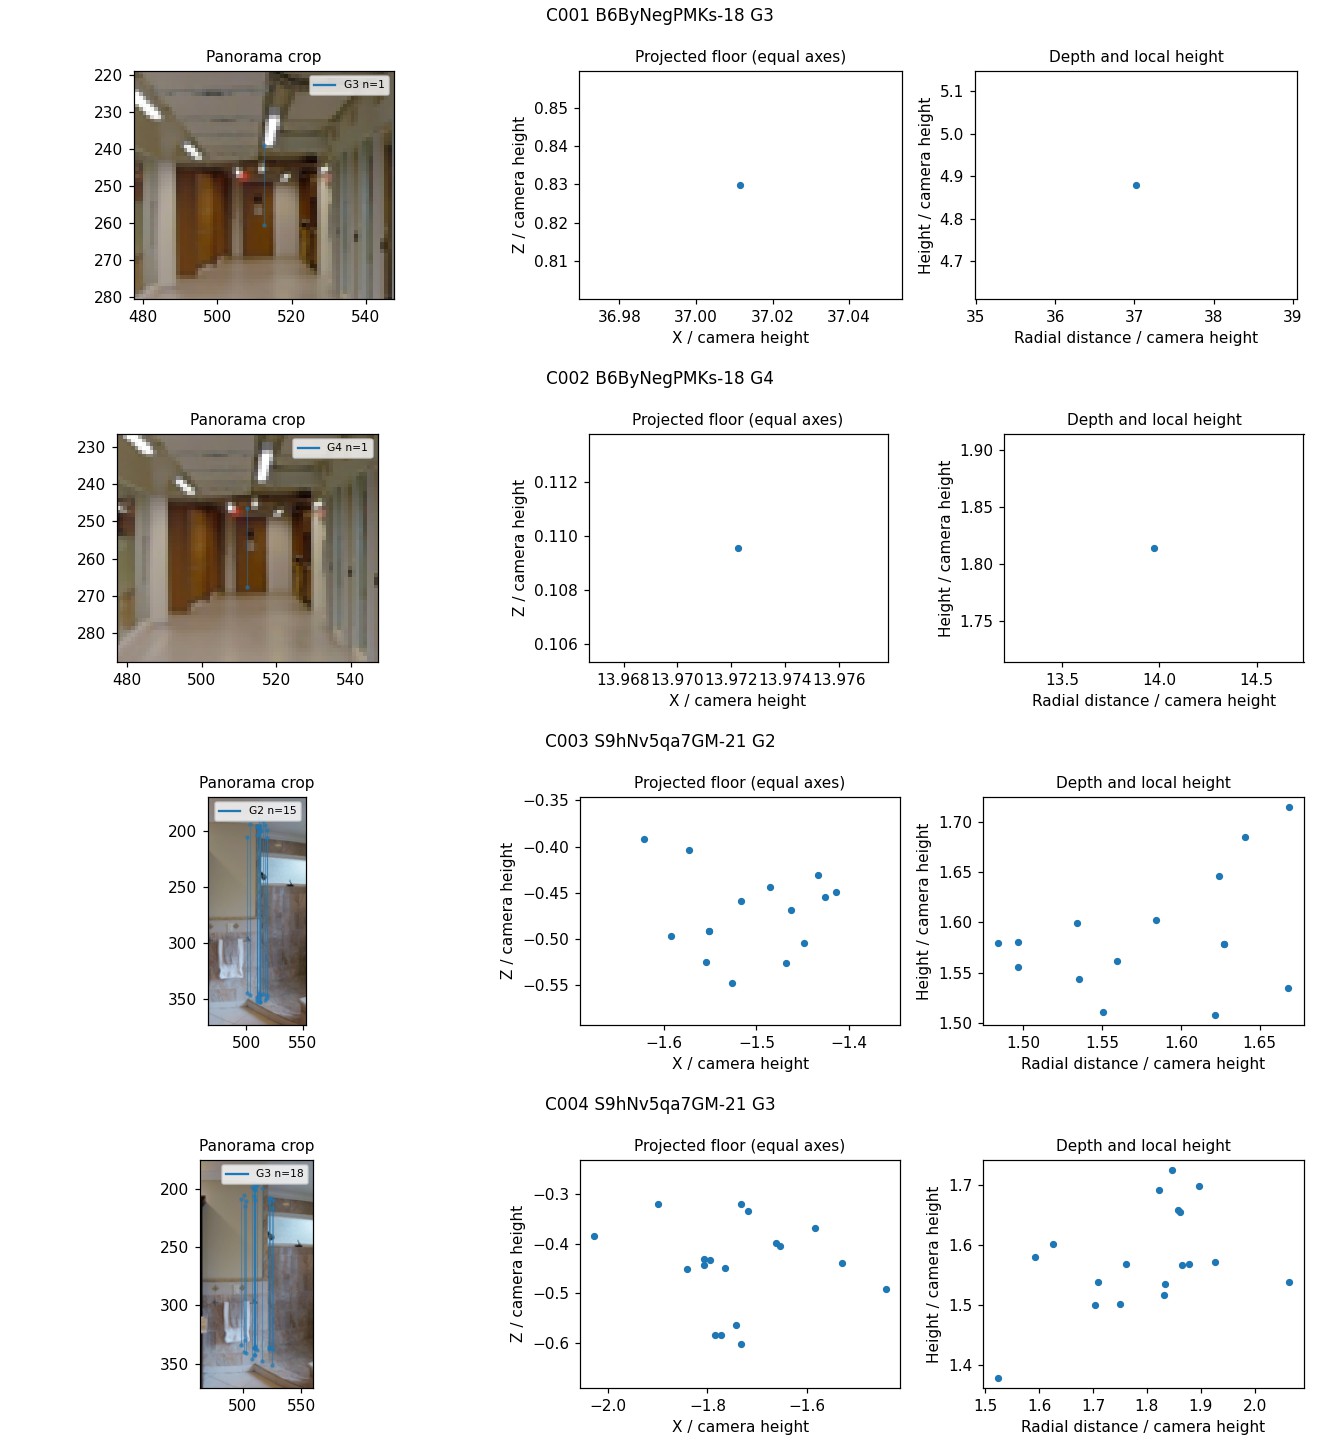 C001 B6ByNegPMKs-18 G3
Panorama crop
Projected floor (equal axes)
Depth and local height
G3 n=1
220
230
240
250
260
270
280
480
500
520
540
0.85
0.84
0.83
0.82
0.81
Z / camera height
36.98
37.00
37.02
37.04
X / camera height
5.1
5.0
4.9
4.8
4.7
Height / camera height
35
36
37
38
39
Radial distance / camera height
C002 B6ByNegPMKs-18 G4
Panorama crop
Projected floor (equal axes)
Depth and local height
G4 n=1
230
240
250
260
270
280
480
500
520
540
0.112
0.110
0.108
0.106
Z / camera height
13.968
13.970
13.972
13.974
13.976
X / camera height
1.90
1.85
1.80
1.75
Height / camera height
13.5
14.0
14.5
Radial distance / camera height
C003 S9hNv5qa7GM-21 G2
Panorama crop
Projected floor (equal axes)
Depth and local height
G2 n=15
200
250
300
350
500
550
−0.35
−0.40
−0.45
−0.50
−0.55
Z / camera height
−1.6
−1.5
−1.4
X / camera height
1.70
1.65
1.60
1.55
1.50
Height / camera height
1.50
1.55
1.60
1.65
Radial distance / camera height
C004 S9hNv5qa7GM-21 G3
Panorama crop
Projected floor (equal axes)
Depth and local height
G3 n=18
200
250
300
350
500
550
−0.3
−0.4
−0.5
−0.6
Z / camera height
−2.0
−1.8
−1.6
X / camera height
1.7
1.6
1.5
1.4
Height / camera height
1.5
1.6
1.7
1.8
1.9
2.0
Radial distance / camera height